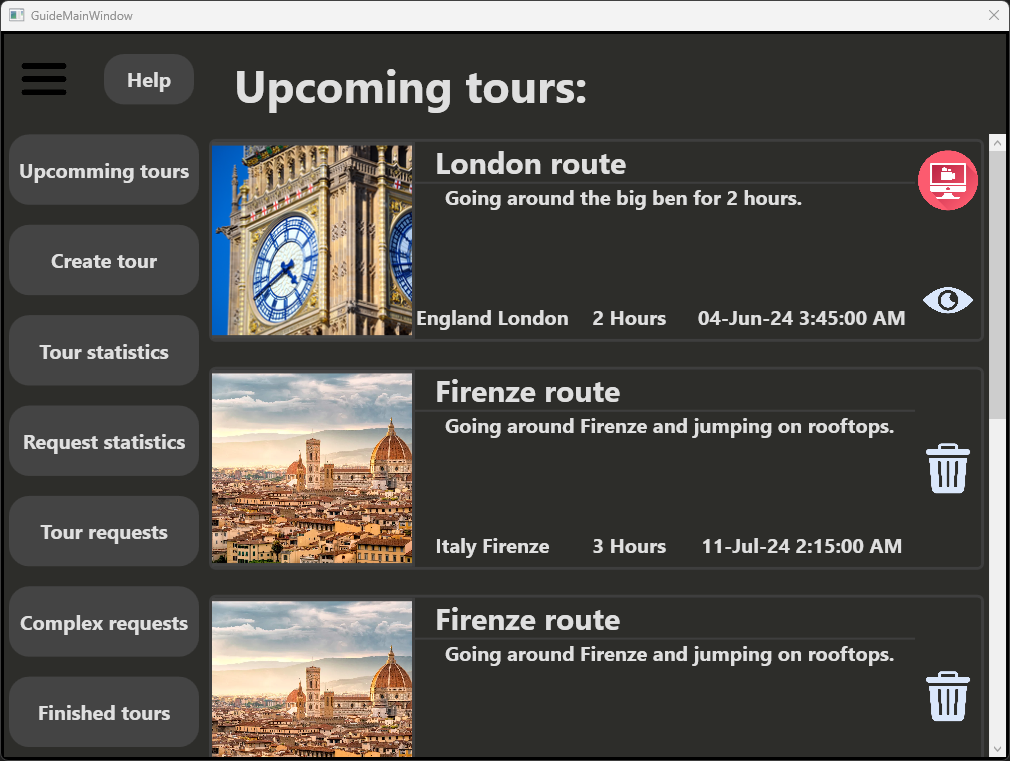 GuideMainWindow
Help
Upcoming tours:
Upcomming tours
Create tour
Tour statistics
Request statistics
Tour requests
Complex requests
Finished tours
London route
Going around the big ben for 2 hours.
England London 2 Hours 04-Jun-24 3:45:00 AM
Firenze route
Going around Firenze and jumping on rooftops.
Italy Firenze 3 Hours 11-Jul-24 2:15:00 AM
Firenze route
Going around Firenze and jumping on rooftops.